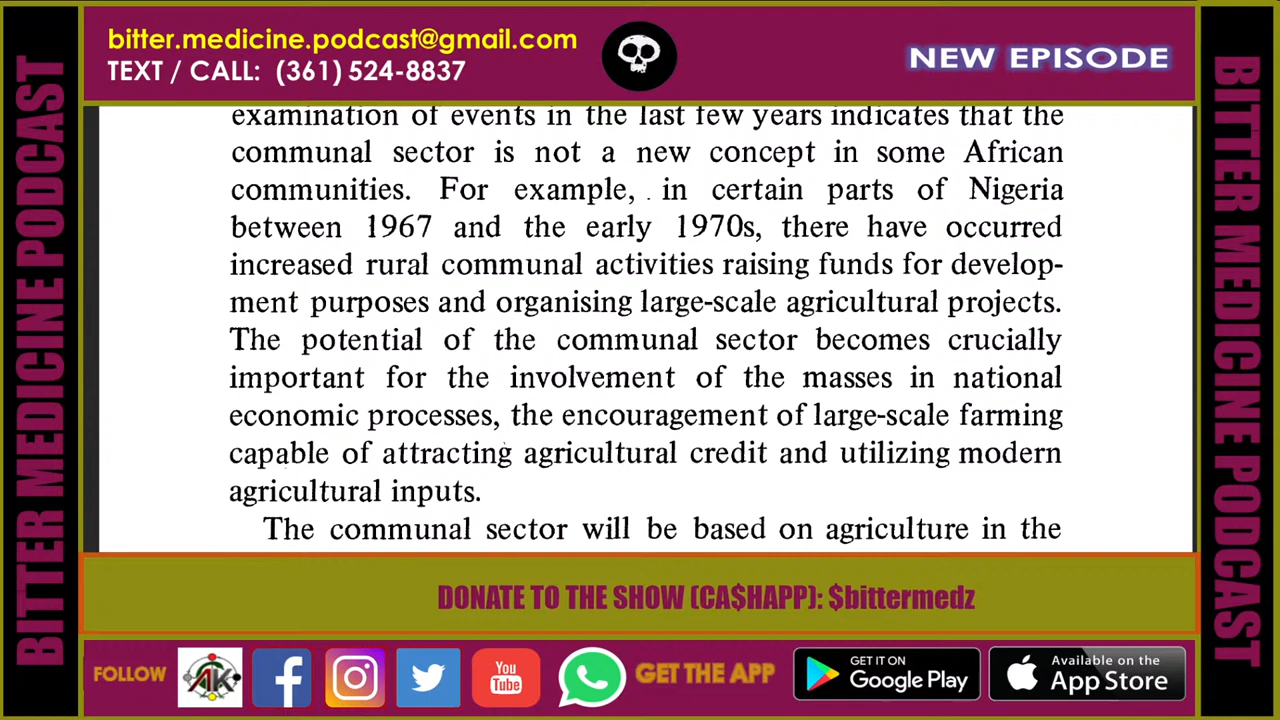 bitter.medicine.podcast@gmail.com
TEXT / CALL: (361) 524-8837
NEW EPISODE
BITTER MEDICINE PODCAST
examination of events in the last few years indicates that the
communal sector is not a new concept in some African
communities. For example, in certain parts of Nigeria
between 1967 and the early 1970s, there have occurred
increased rural communal activities raising funds for develop-
ment purposes and organising large-scale agricultural projects.
The potential of the communal sector becomes crucially
important for the involvement of the masses in national
economic processes, the encouragement of large-scale farming
capable of attracting agricultural credit and utilizing modern
agricultural inputs.
The communal sector will be based on agriculture in the
BITTER MEDICINE PODCAST
DONATE TO THE SHOW (CA$HAPP): $bittermedz
FOLLOW
ATK
You
Tube
GET THE APP
GET IT ON
Google Play
Available on the
App Store